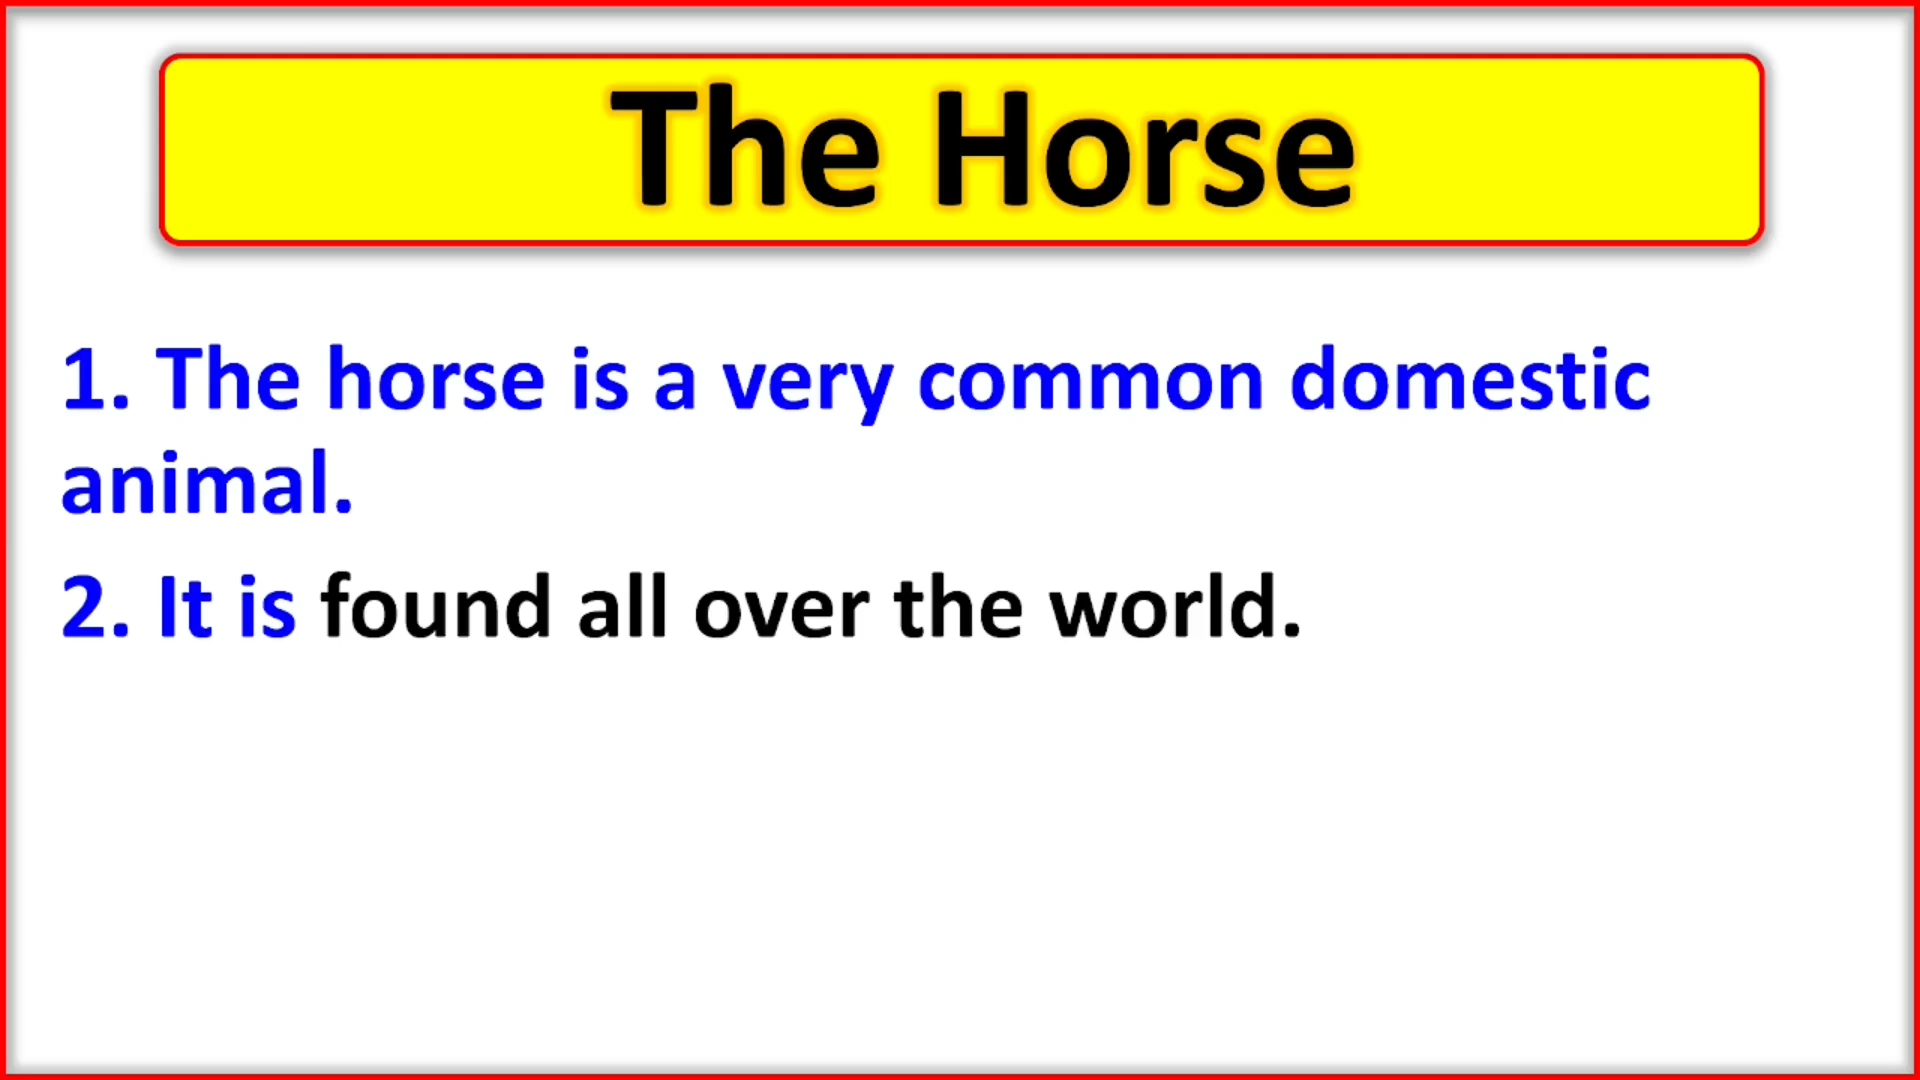 The Horse
1. The horse is a very common domestic
animal.
2. It is found all over the world.